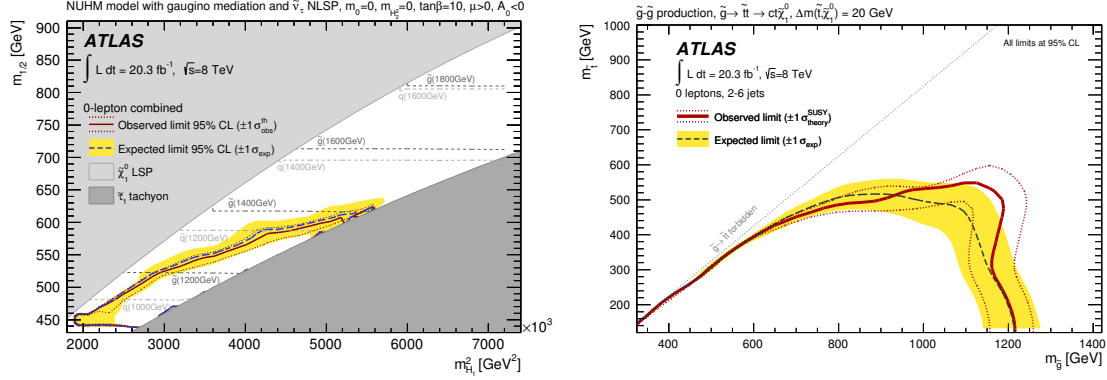 NUHM model with gaugino mediation and ν̃τ NLSP, m₀=0, m²_H₂=0, tanβ=10, μ>0, A₀<0
m₁/₂ [GeV]
900
850
800
750
700
650
600
550
500
450
ATLAS
∫ L dt = 20.3 fb⁻¹, √s=8 TeV
0-lepton combined
Observed limit 95% CL (±1 σ^th_obs)
Expected limit 95% CL (±1 σ_exp)
χ̃⁰₁ LSP
τ̃₁ tachyon
g̃(1800GeV)
q̃(1600GeV)
g̃(1600GeV)
q̃(1400GeV)
g̃(1400GeV)
q̃(1200GeV)
g̃(1200GeV)
q̃(1000GeV)
2000 3000 4000 5000 6000 7000
×10³
m²_H₁ [GeV²]
g̃-g̃ production, g̃→ t̃t → ctχ̃⁰₁, Δm(t̃,χ̃⁰₁) = 20 GeV
m_t̃ [GeV]
1000
900
800
700
600
500
400
300
200
ATLAS
All limits at 95% CL
∫ L dt = 20.3 fb⁻¹, √s=8 TeV
0 leptons, 2-6 jets
Observed limit (±1 σ^SUSY_theory)
Expected limit (±1 σ_exp)
g̃→ t̃t forbidden
400 600 800 1000 1200 1400
m_g̃ [GeV]